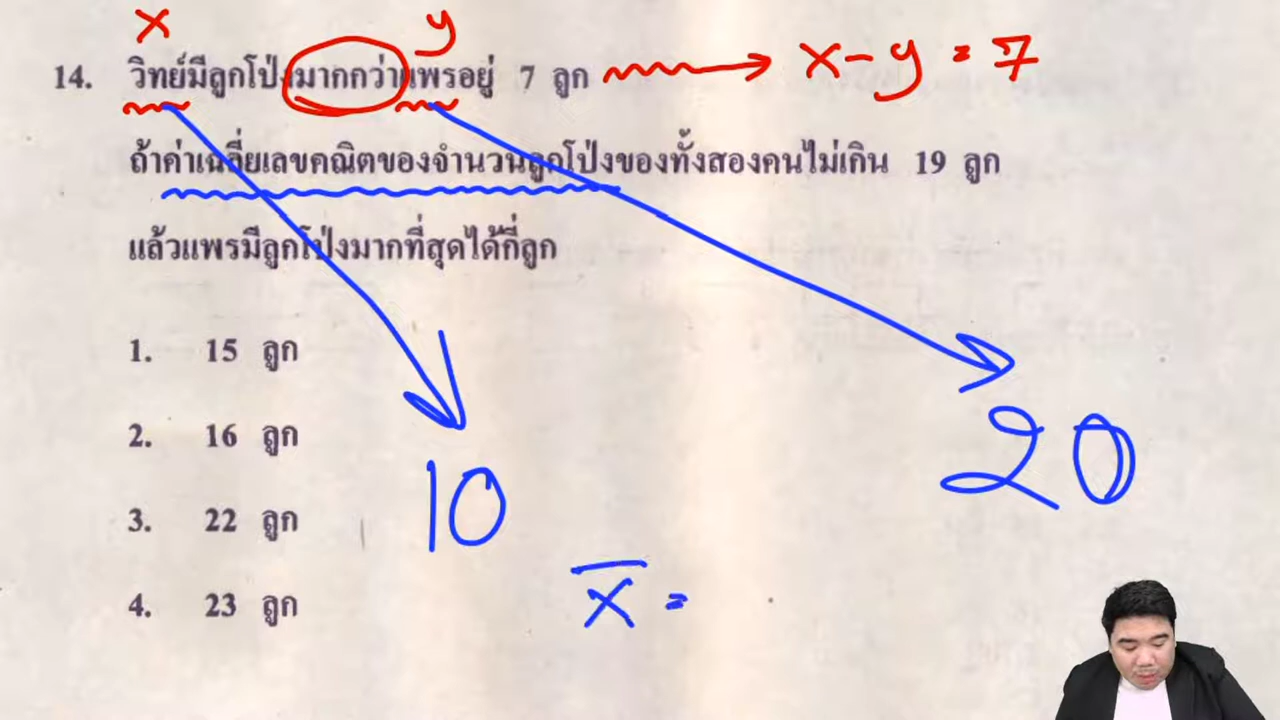 x y
14. วิทย์มีลูกโป่งมากกว่าแพรอยู่ 7 ลูก x - y = 7
ถ้าค่าเฉลี่ยเลขคณิตของจำนวนลูกโป่งของทั้งสองคนไม่เกิน 19 ลูก
แล้วแพรมีลูกโป่งมากที่สุดได้กี่ลูก
1. 15 ลูก
2. 16 ลูก
10 20
3. 22 ลูก
4. 23 ลูก
x̄ =